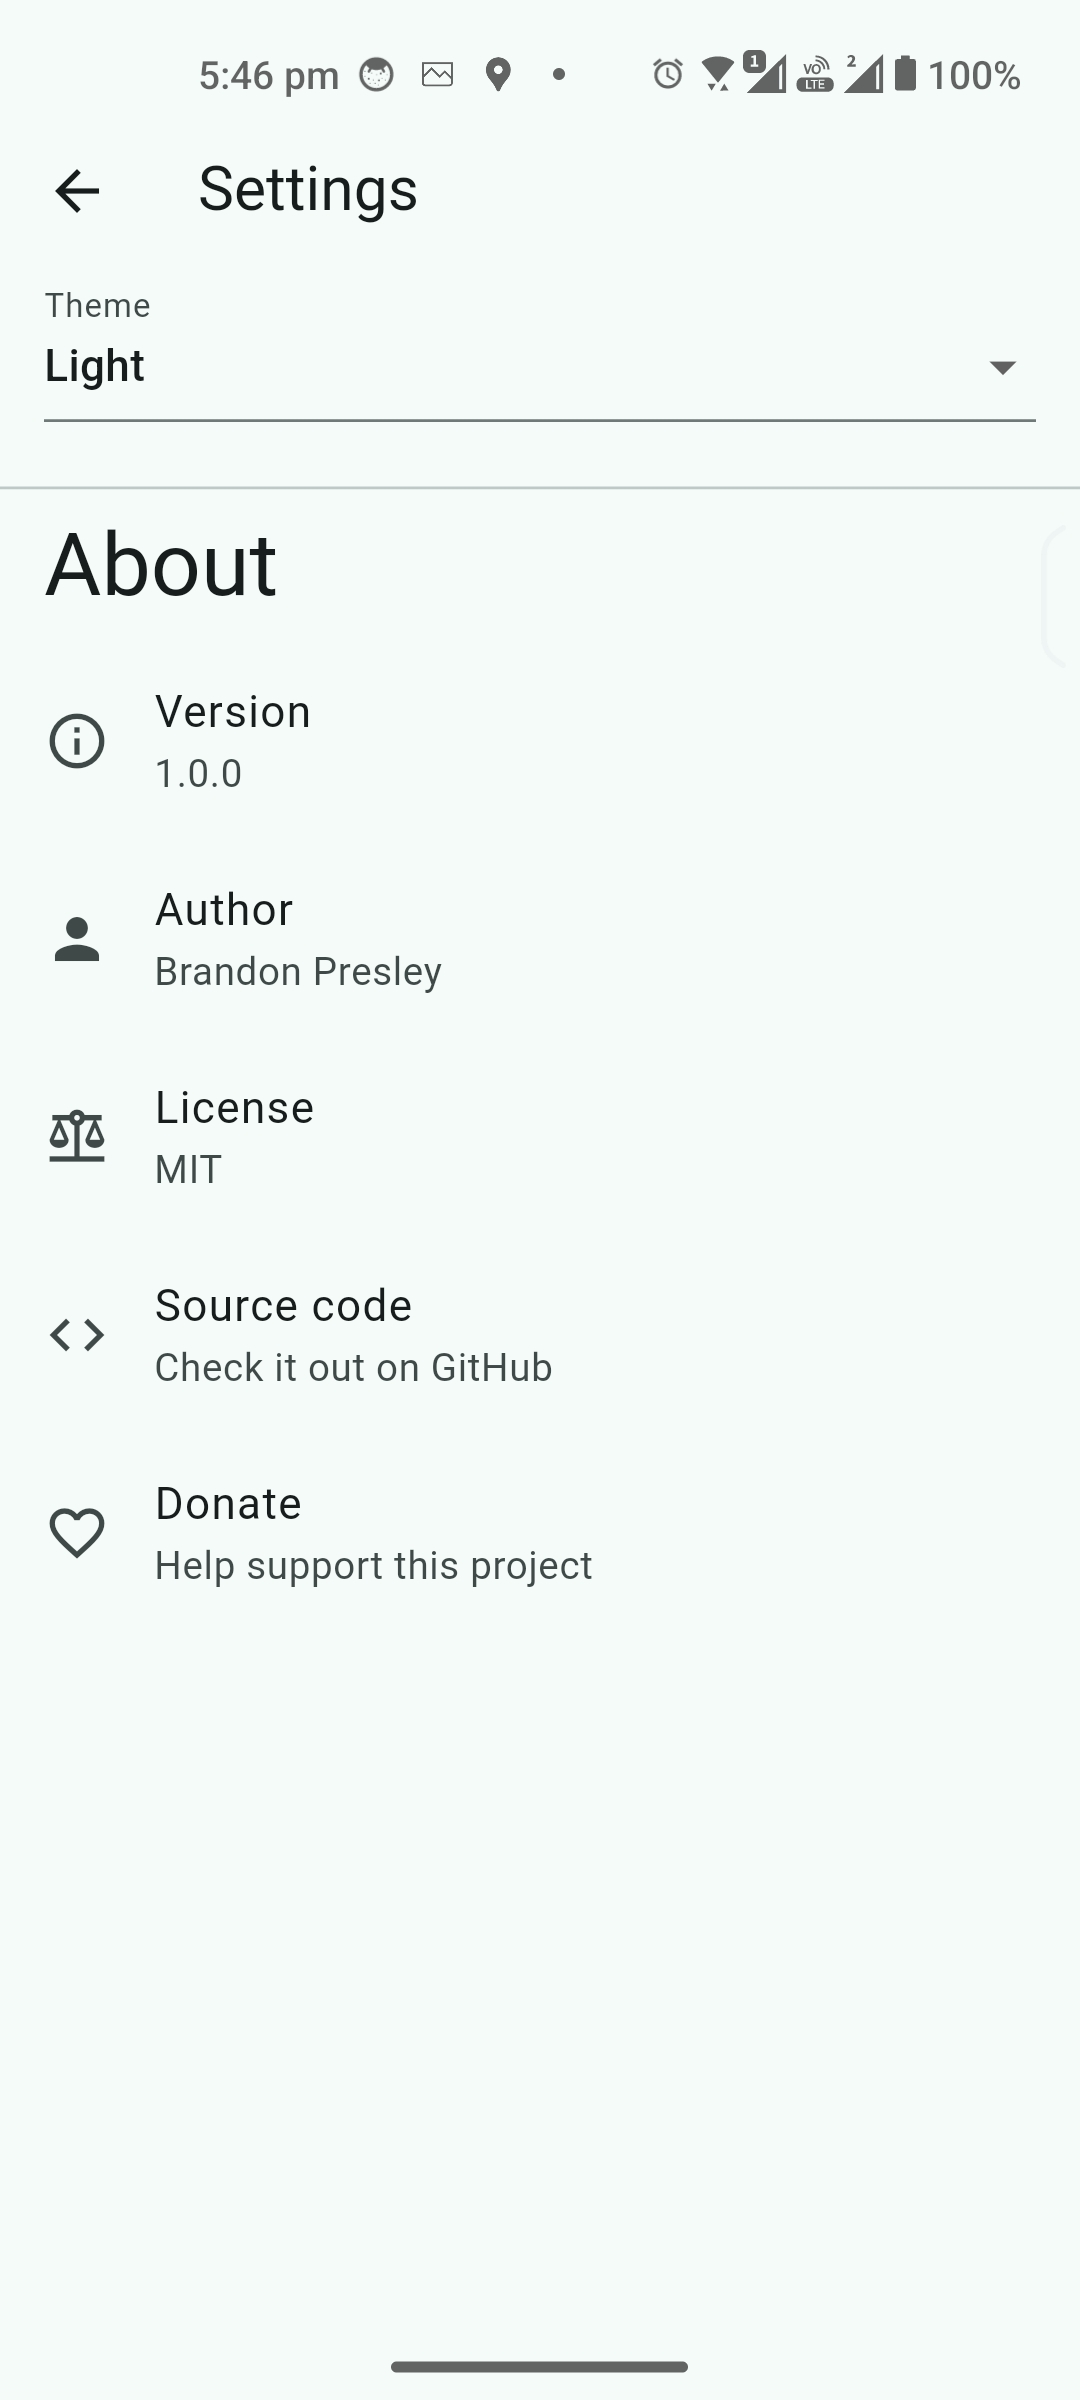 5:46 pm 1 VO LTE 2 100%
Settings
Theme
Light
About
Version
1.0.0
Author
Brandon Presley
License
MIT
Source code
Check it out on GitHub
Donate
Help support this project